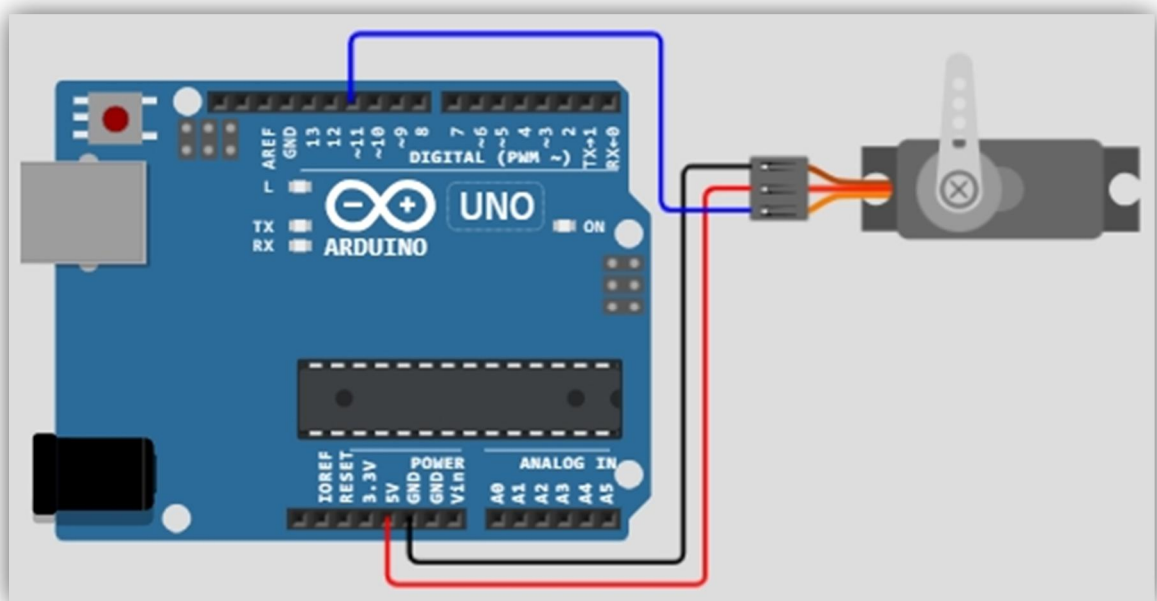 AREF
GND
13
12
~11
~10
~9
8
7
~6
~5
4
~3
2
TX→1
RX←0
DIGITAL (PWM ~)
L
TX
RX
UNO
ARDUINO
ON
IOREF
RESET
3.3V
5V
GND
GND
Vin
POWER
ANALOG IN
A0
A1
A2
A3
A4
A5